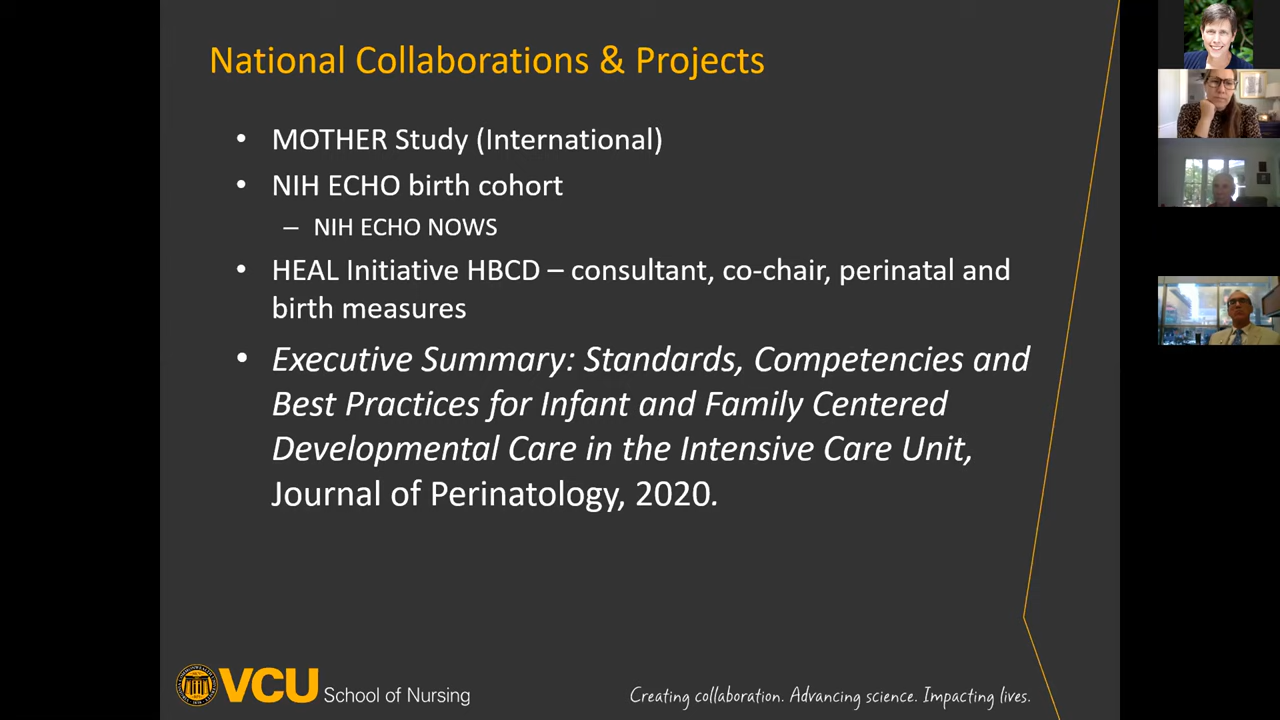 National Collaborations & Projects
• MOTHER Study (International)
• NIH ECHO birth cohort
– NIH ECHO NOWS
• HEAL Initiative HBCD – consultant, co-chair, perinatal and
birth measures
• Executive Summary: Standards, Competencies and
Best Practices for Infant and Family Centered
Developmental Care in the Intensive Care Unit,
Journal of Perinatology, 2020.
VCU School of Nursing
Creating collaboration. Advancing science. Impacting lives.